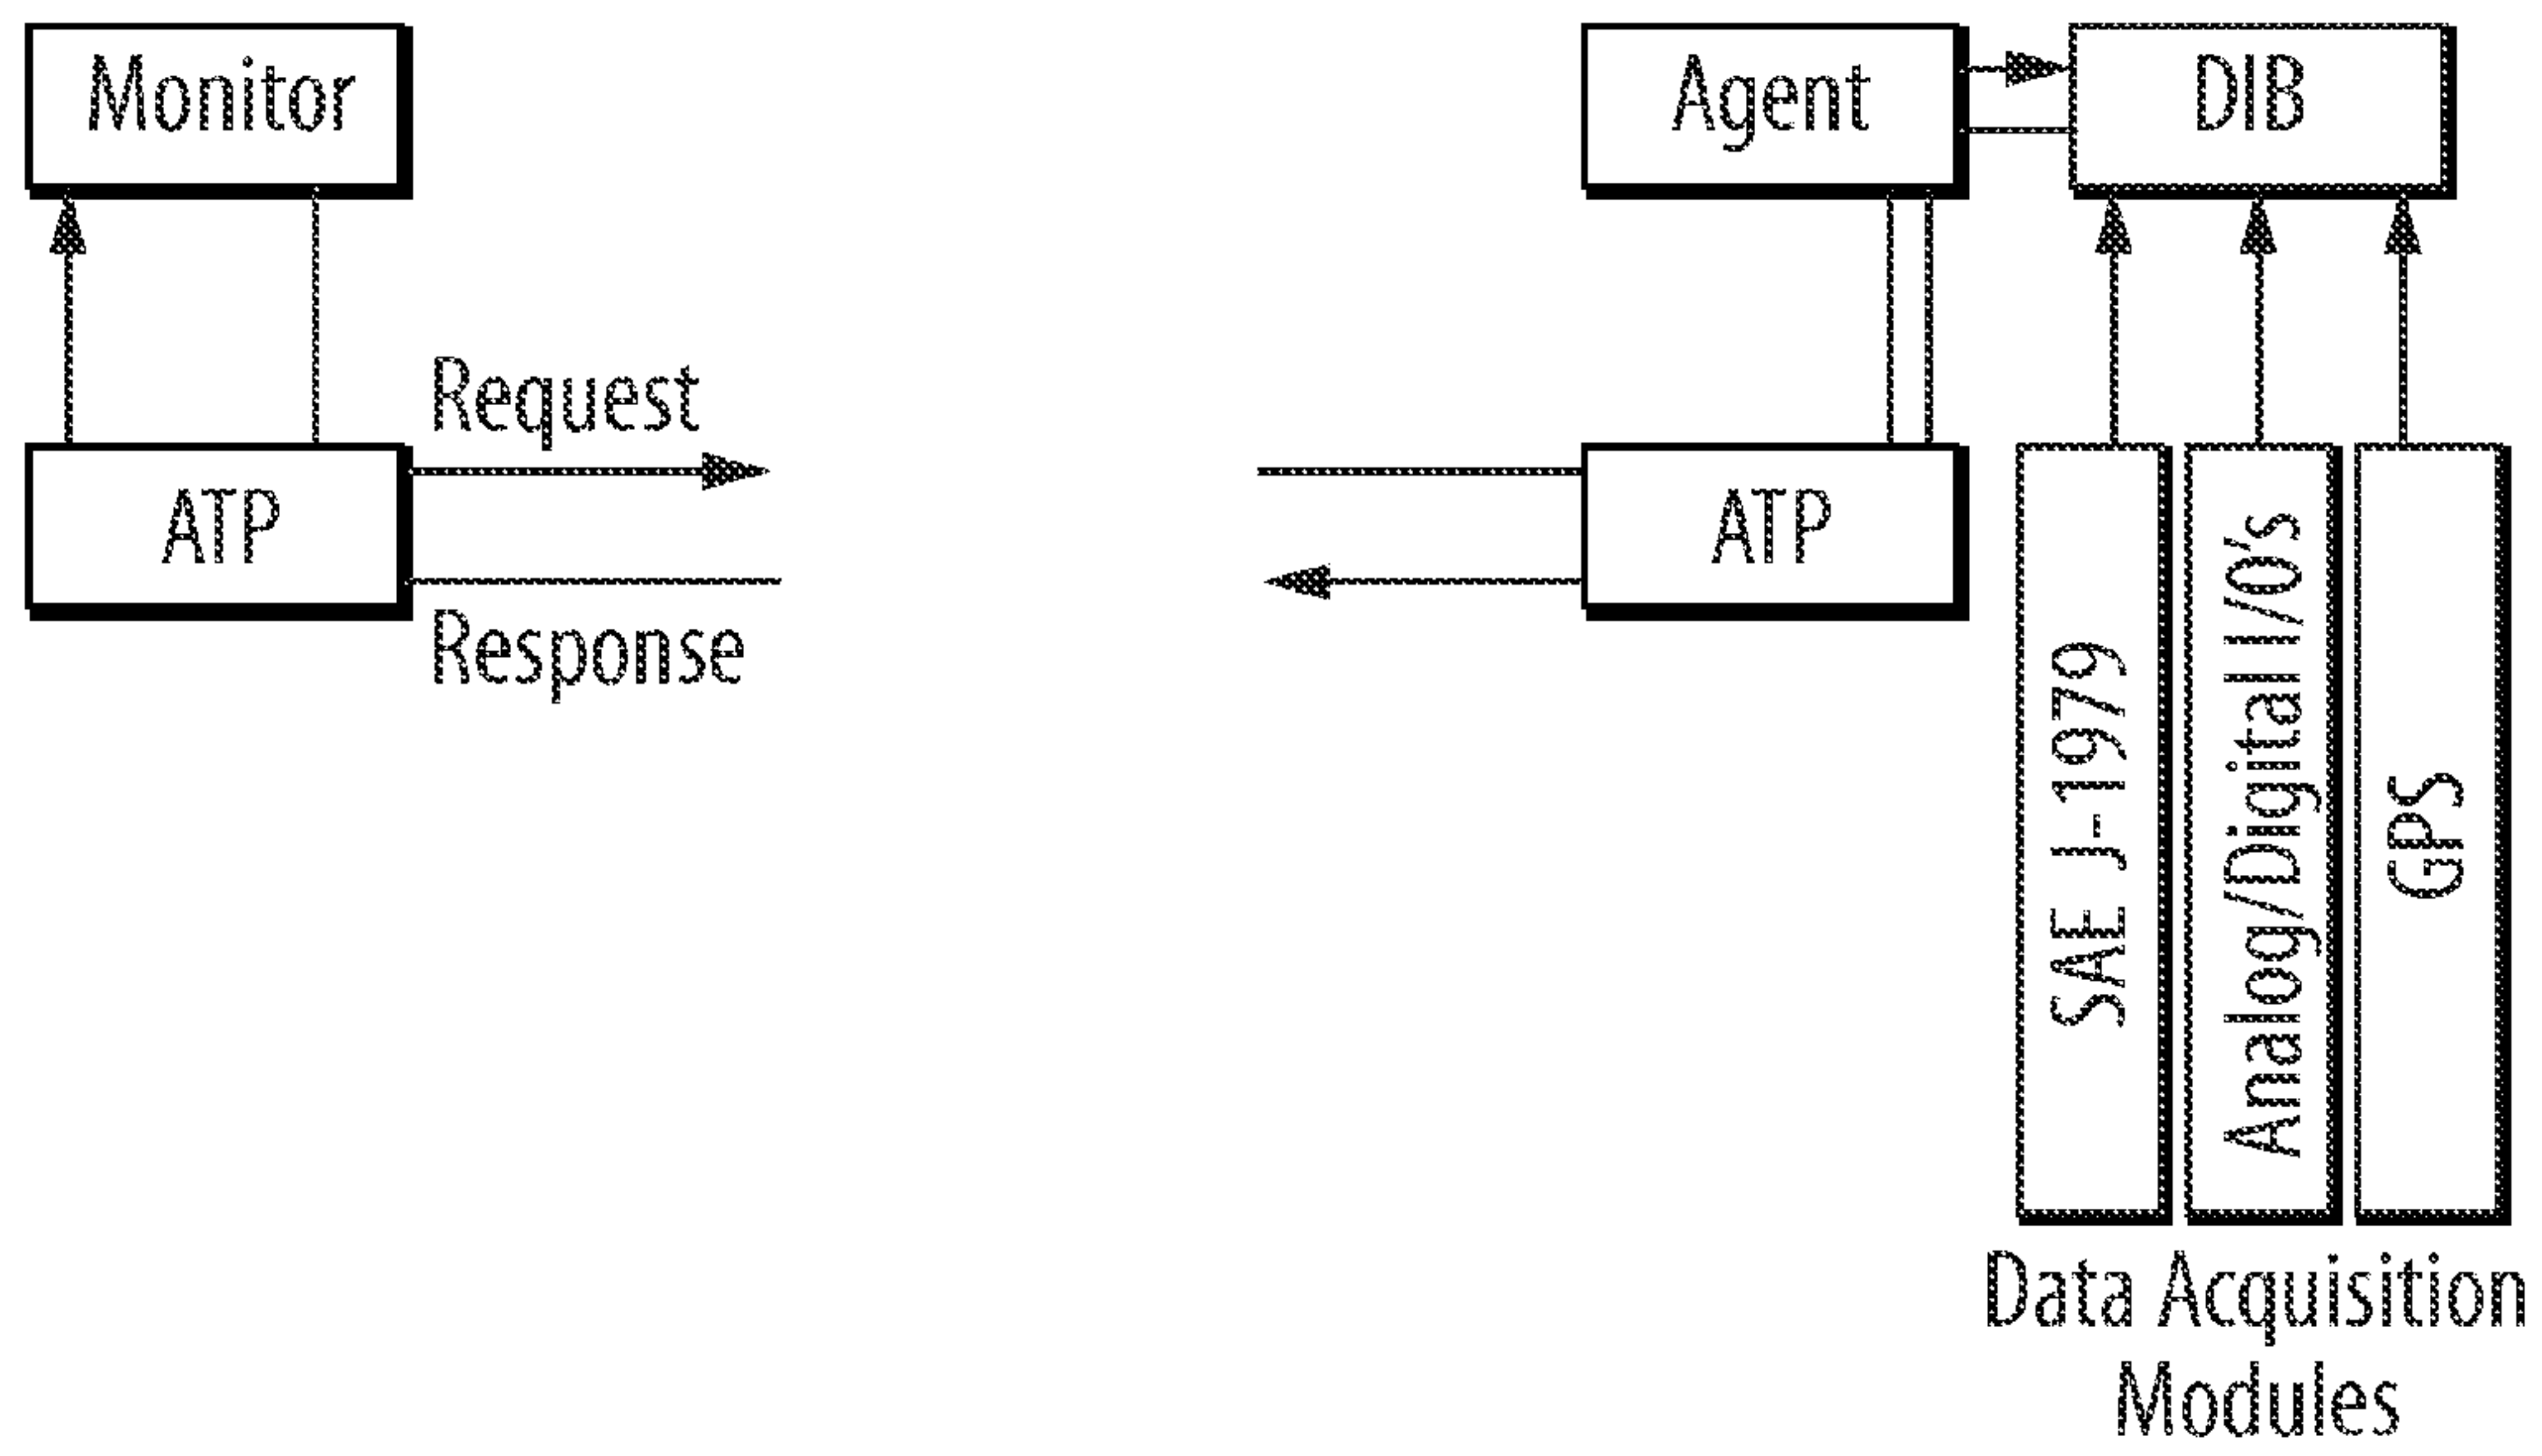 Monitor
Agent
DIB
Request
ATP
Response
ATP
SAE J-1979
Analog/Digital I/O's
GPS
Data Acquisition
Modules